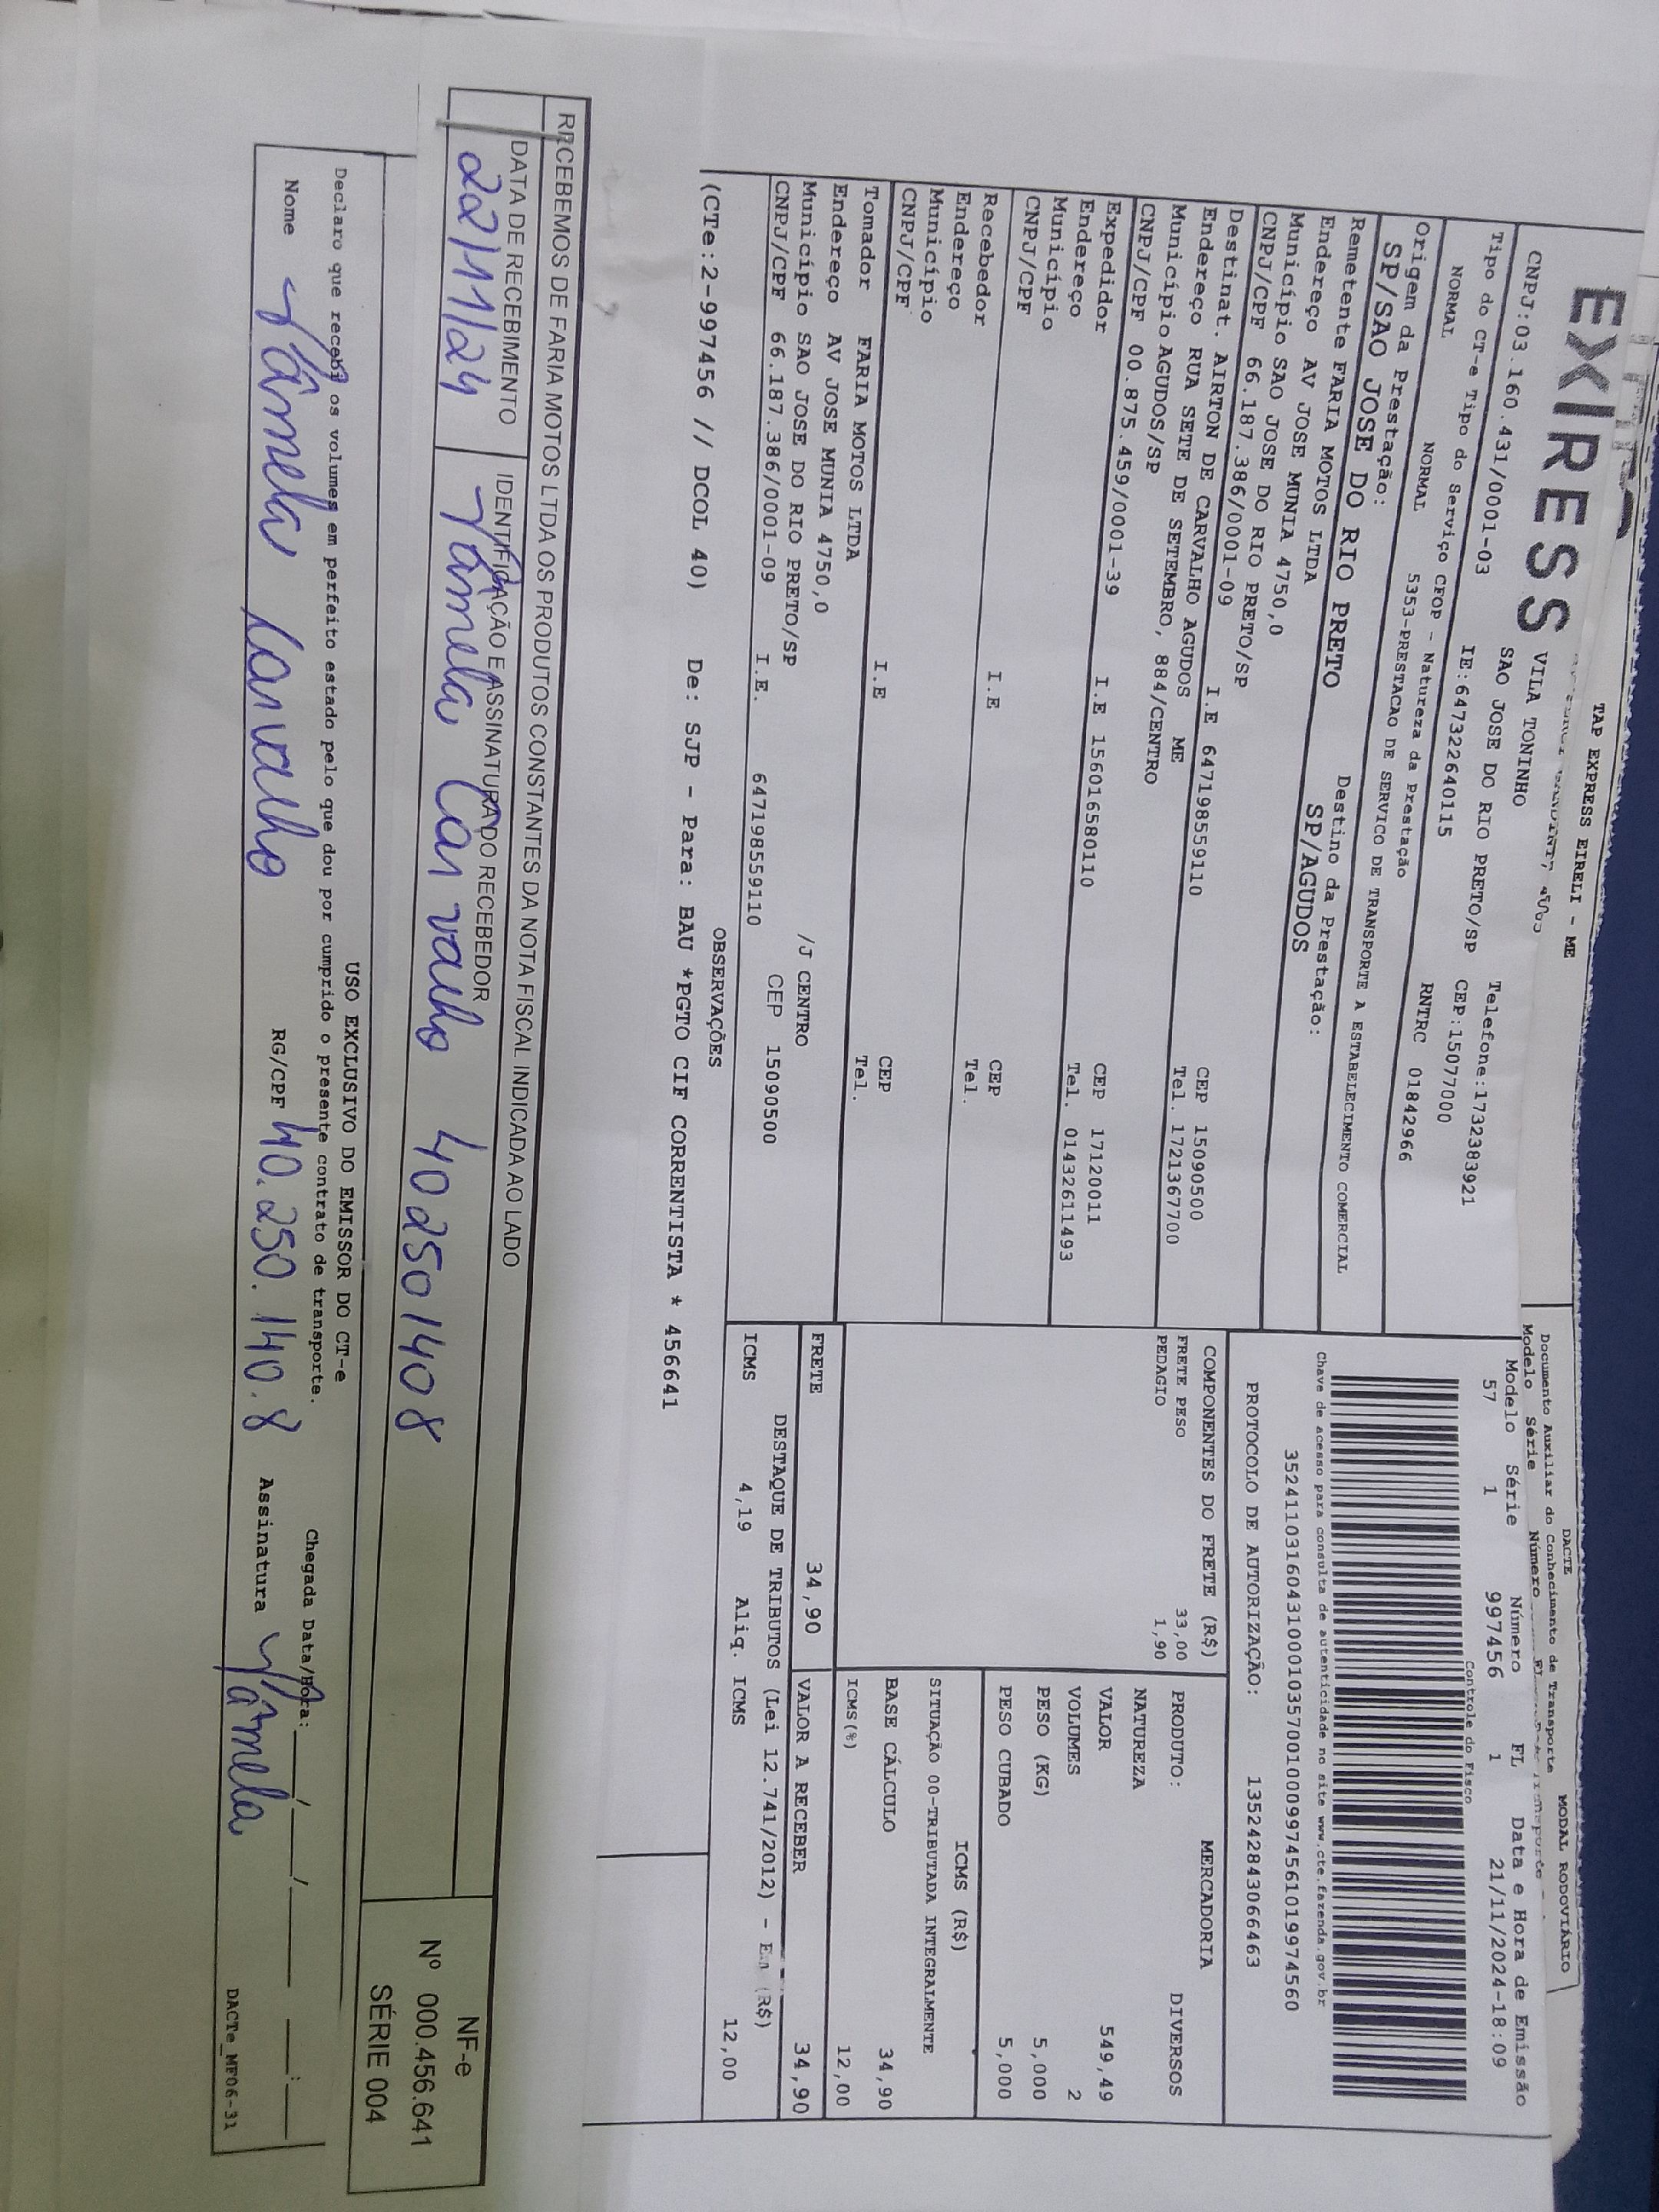 TAP EXPRESS EIRELI - ME
EXPRESS
VILA TONINHO
SAO JOSE DO RIO PRETO/SP
Telefone:1732383921
CNPJ:03.160.431/0001-03
IE:647322640115
CEP:15077000
Tipo do CT-e Tipo do Serviço CFOP - Natureza da Prestação
RNTRC 01842966
NORMAL NORMAL 5353-PRESTACAO DE SERVICO DE TRANSPORTE A ESTABELECIMENTO COMERCIAL
Origem da Prestação:
Destino da Prestação:
SP/SAO JOSE DO RIO PRETO
SP/AGUDOS
Remetente FARIA MOTOS LTDA
Endereço AV JOSE MUNIA 4750,0
Município SAO JOSE DO RIO PRETO/SP
CEP 15090500
CNPJ/CPF 66.187.386/0001-09
I.E 647198559110
Tel. 1721367700
Destinat. AIRTON DE CARVALHO AGUDOS ME
Endereço RUA SETE DE SETEMBRO, 884/CENTRO
Município AGUDOS/SP
CEP 17120011
CNPJ/CPF 00.875.459/0001-39
I.E 156016580110
Tel. 01432611493
Expedidor
Endereço
Município
CEP
CNPJ/CPF
I.E
Tel.
Recebedor
Endereço
Município
CEP
CNPJ/CPF
I.E
Tel.
Tomador FARIA MOTOS LTDA
Endereço AV JOSE MUNIA 4750,0
/J CENTRO
Município SAO JOSE DO RIO PRETO/SP
CEP 15090500
CNPJ/CPF 66.187.386/0001-09
I.E. 647198559110
DACTE
MODAL RODOVIÁRIO
Documento Auxiliar do Conhecimento de Transporte
Modelo Série Número
Modelo Série Número FL Data e Hora de Emissão
57 1 997456 1 21/11/2024-18:09
Controle do Fisco
Chave de acesso para consulta de autenticidade no site www.cte.fazenda.gov.br
35241103160431000103570010009974561019974560
PROTOCOLO DE AUTORIZAÇÃO: 135242843066463
COMPONENTES DO FRETE (R$)
FRETE PESO 33,00
PEDAGIO 1,90
MERCADORIA
PRODUTO: DIVERSOS
NATUREZA
VALOR 549,49
VOLUMES 2
PESO (KG) 5,000
PESO CUBADO 5,000
ICMS (R$)
SITUAÇÃO 00-TRIBUTADA INTEGRALMENTE
BASE CÁLCULO 34,90
ICMS(%) 12,00
FRETE 34,90
VALOR A RECEBER 34,90
DESTAQUE DE TRIBUTOS (Lei 12.741/2012) - Em (R$)
ICMS 4,19 Aliq. ICMS 12,00
OBSERVAÇÕES
(CTe:2-997456 // DCOL 40) De: SJP - Para: BAU *PGTO CIF CORRENTISTA * 456641
RECEBEMOS DE FARIA MOTOS LTDA OS PRODUTOS CONSTANTES DA NOTA FISCAL INDICADA AO LADO
DATA DE RECEBIMENTO
IDENTIFICAÇÃO E ASSINATURA DO RECEBEDOR
22/11/24
Pâmela Carvalho 402501408
NF-e
Nº 000.456.641
SÉRIE 004
USO EXCLUSIVO DO EMISSOR DO CT-e
Declaro que recebi os volumes em perfeito estado pelo que dou por cumprido o presente contrato de transporte.
Chegada Data/Hora: ___/___/_____ ___:___
Nome Pâmela Carvalho
RG/CPF 40.250.140.8
Assinatura Pâmela
DACTe_MF06-31